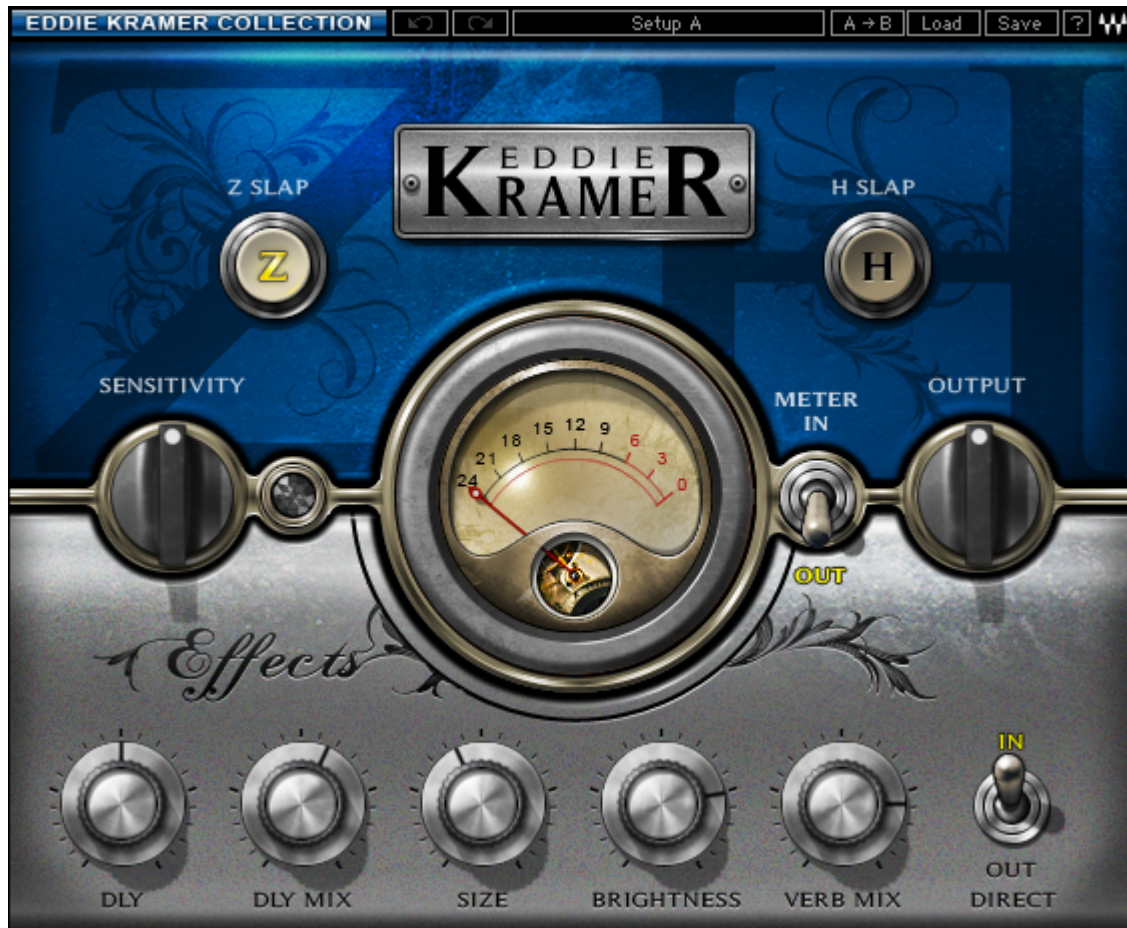 EDDIE KRAMER COLLECTION
Setup A
A→B
Load
Save
?
EDDIE
KRAMER
Z SLAP
H SLAP
Z
H
SENSITIVITY
METER
IN
OUTPUT
24 21 18 15 12 9 6 3 0
OUT
Effects
IN
OUT
DLY
DLY MIX
SIZE
BRIGHTNESS
VERB MIX
DIRECT